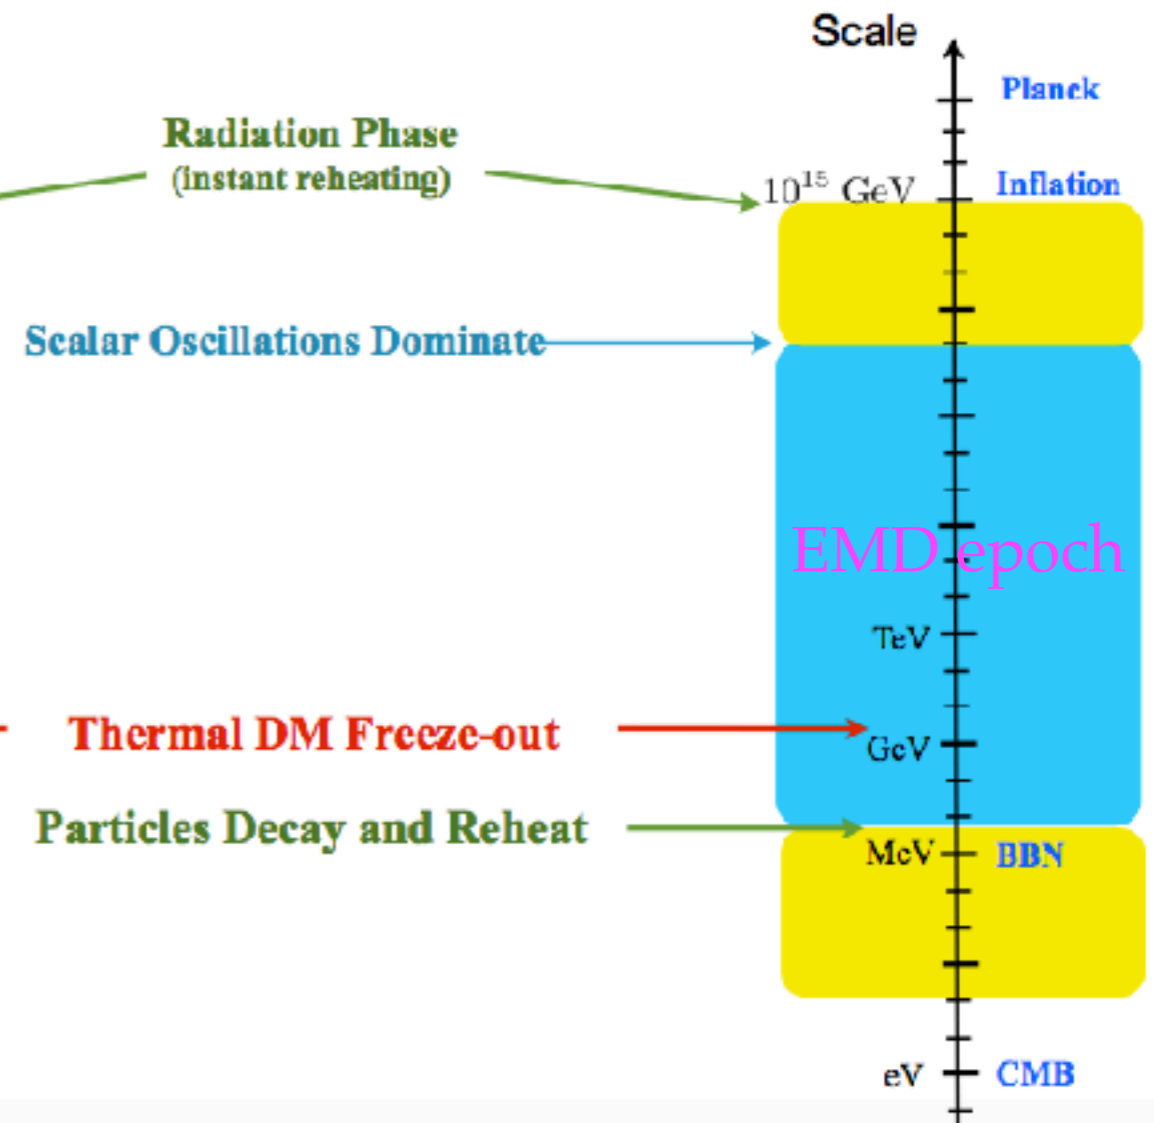 Scale
Planck
Radiation Phase
(instant reheating)
10¹⁵ GeV
Inflation
Scalar Oscillations Dominate
EMD epoch
TeV
Thermal DM Freeze-out
GeV
Particles Decay and Reheat
MeV
BBN
eV
CMB